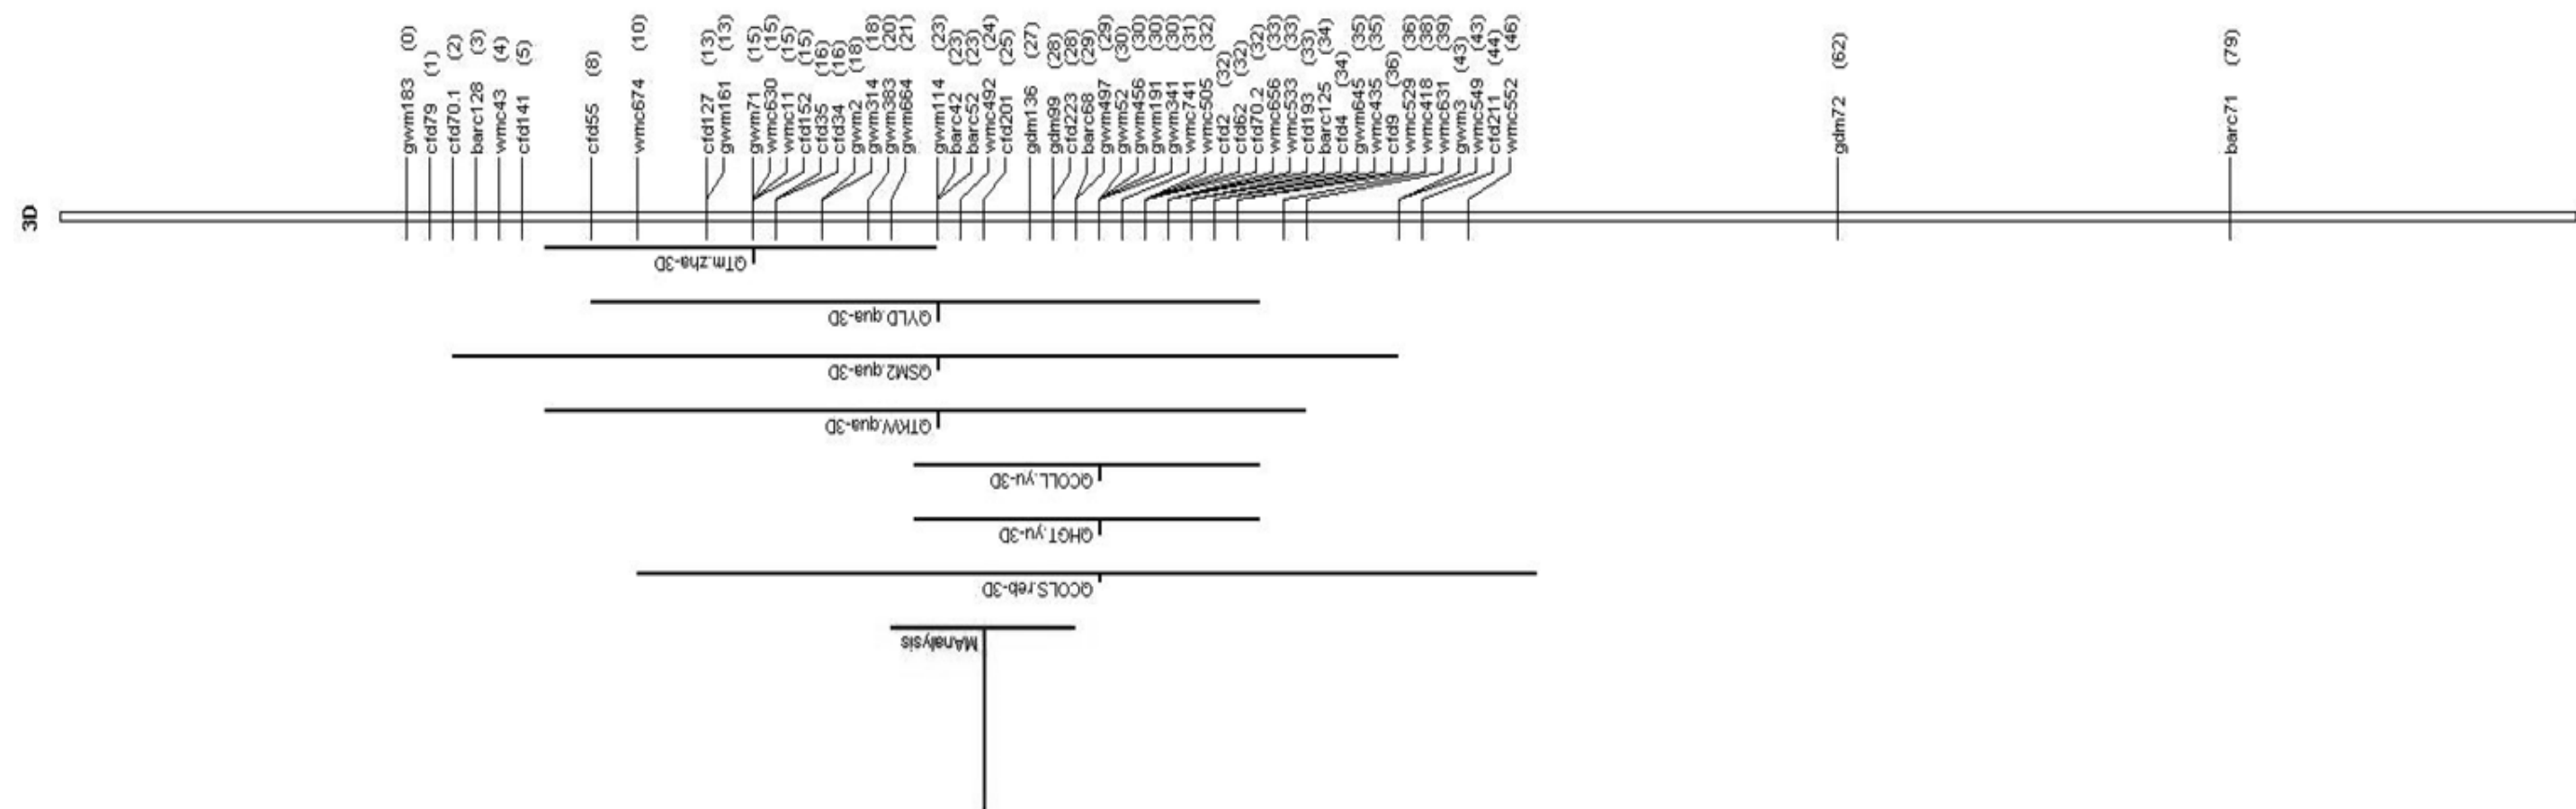 3D
gwm183 (0)
cfd79 (1)
cfd70.1 (2)
barc128 (3)
wmc43 (4)
cfd141 (5)
cfd55 (8)
wmc674 (10)
cfd127 (13)
gwm161 (13)
gwm71 (15)
wmc630 (15)
wmc11 (15)
cfd152 (15)
cfd35 (16)
cfd34 (16)
gwm2 (18)
gwm314 (18)
gwm383 (20)
gwm664 (21)
gwm114 (23)
barc42 (23)
barc52 (23)
wmc492 (24)
cfd201 (25)
gdm136 (27)
gdm99 (28)
cfd223 (28)
barc68 (29)
gwm497 (29)
gwm52 (30)
gwm456 (30)
gwm191 (30)
gwm341 (30)
wmc741 (31)
wmc505 (32)
cfd2 (32)
cfd62 (32)
cfd70.2 (32)
wmc656 (33)
wmc533 (33)
cfd193 (33)
barc125 (34)
cfd4 (34)
gwm645 (35)
wmc435 (35)
cfd9 (36)
wmc529 (36)
wmc418 (38)
wmc631 (39)
gwm3 (43)
wmc549 (43)
cfd211 (44)
wmc552 (46)
gdm72 (62)
barc71 (79)
QTm.zha-3D
QYLD.qua-3D
QSM2.qua-3D
QTKW.qua-3D
QCOLL.yu-3D
QHGT.yu-3D
QCOLS.reb-3D
MAnalysis